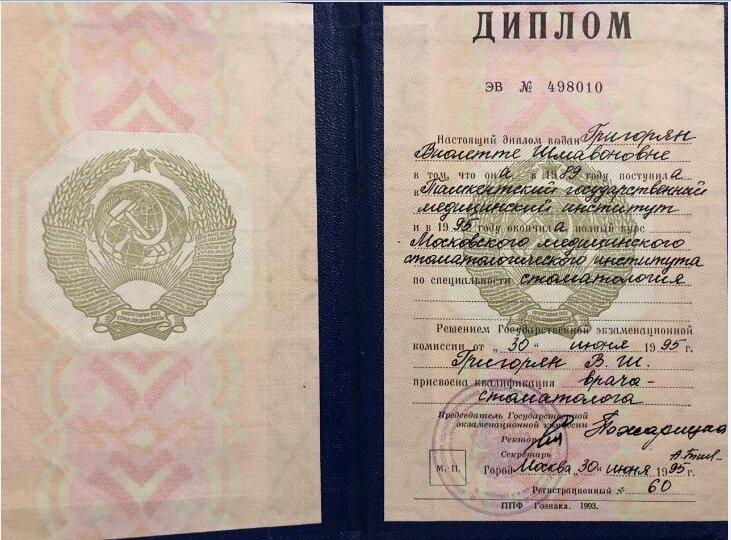 ДИПЛОМ
ЭВ № 498010
Настоящий диплом выдан Григорян
Виолетте Шмавоновне
в том, что она в 1989 году поступила
в Ташкентский государственный
медицинский институт
и в 1995 году окончила полный курс
Московского медицинского
стоматологического института
по специальности стоматология
Решением Государственной экзаменационной
комиссии от „30“ июня 1995 г.
Григорян В. Ш.
присвоена квалификация врача-
стоматолога
Председатель Государственной
экзаменационной комиссии
Ректор
Секретарь
М. П.
Город Москва „30“ июня 1995 г.
Регистрационный № 60
ППФ Гознака. 1993.